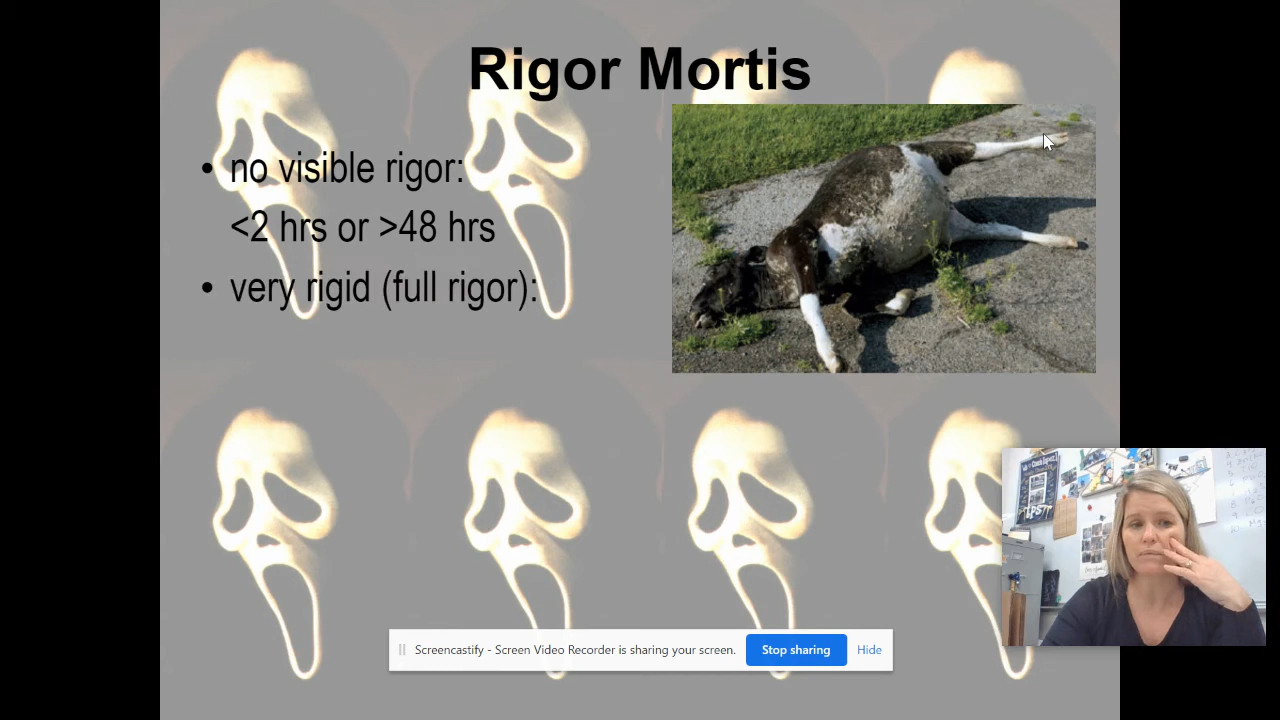 Rigor Mortis
• no visible rigor:
<2 hrs or >48 hrs
• very rigid (full rigor):
Screencastify - Screen Video Recorder is sharing your screen.
Stop sharing
Hide